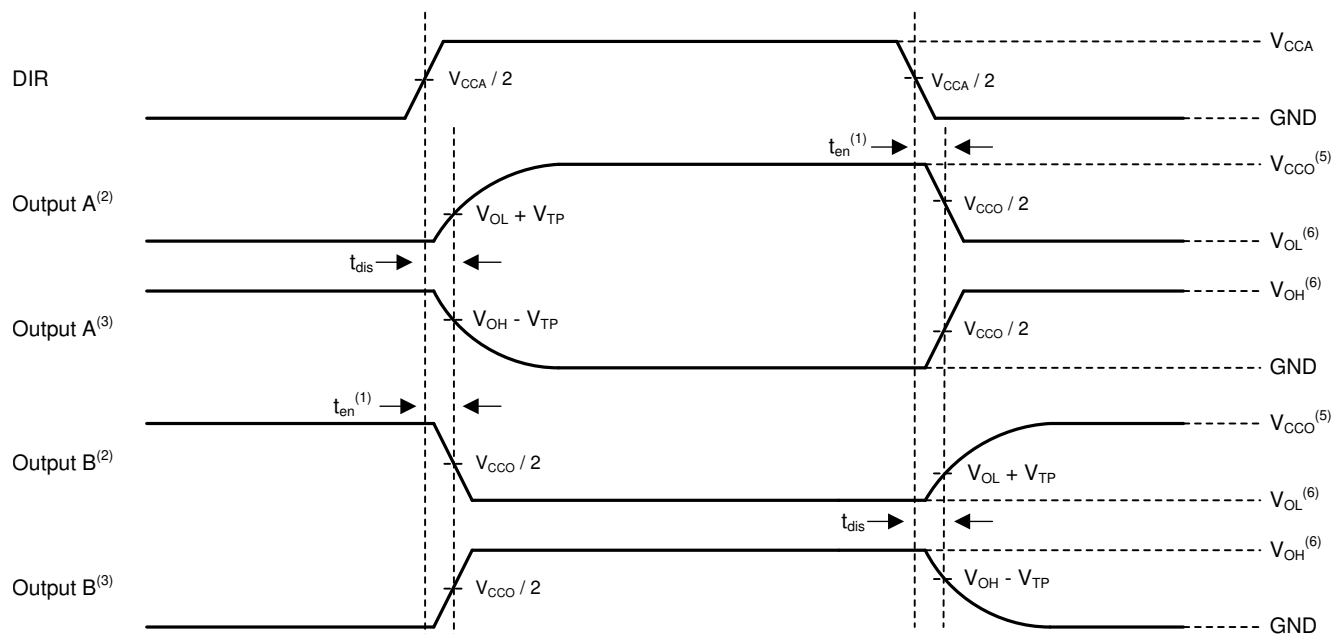 V_CCA
DIR
V_CCA / 2
V_CCA / 2
GND
t_en^(1)
V_CCO^(5)
Output A^(2)
V_OL + V_TP
V_CCO / 2
V_OL^(6)
t_dis
V_OH^(6)
Output A^(3)
V_OH - V_TP
V_CCO / 2
GND
t_en^(1)
V_CCO^(5)
Output B^(2)
V_CCO / 2
V_OL + V_TP
V_OL^(6)
t_dis
V_OH^(6)
Output B^(3)
V_CCO / 2
V_OH - V_TP
GND